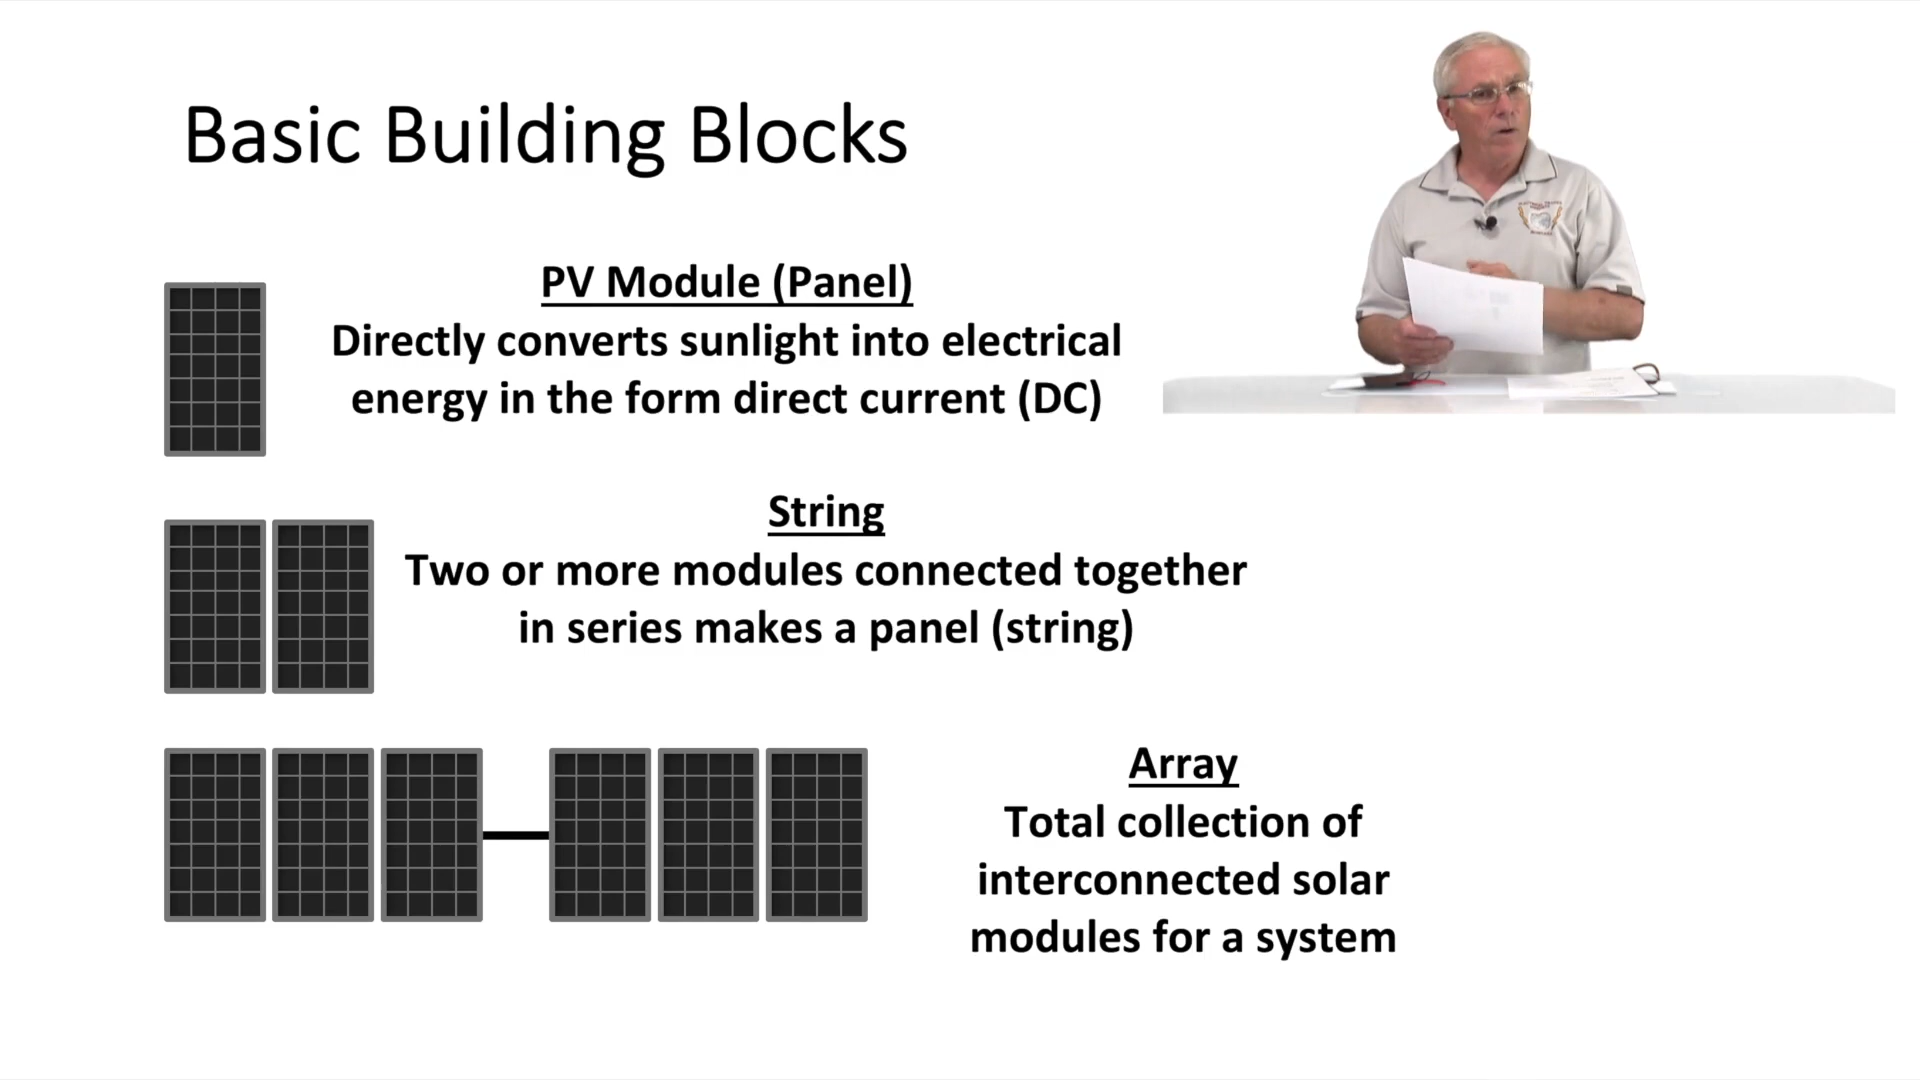 Basic Building Blocks
PV Module (Panel)
Directly converts sunlight into electrical
energy in the form direct current (DC)
String
Two or more modules connected together
in series makes a panel (string)
Array
Total collection of
interconnected solar
modules for a system